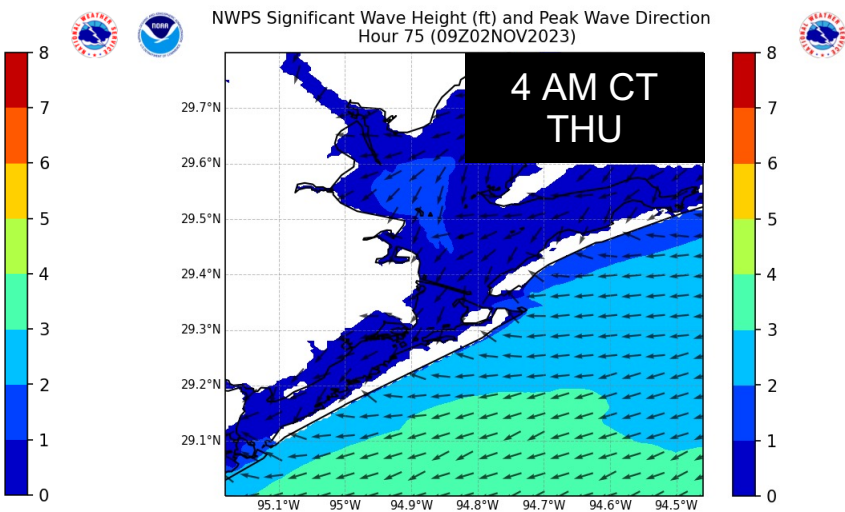 NWPS Significant Wave Height (ft) and Peak Wave Direction
Hour 75 (09Z02NOV2023)
NOAA
4 AM CT
THU
8
7
6
5
4
3
2
1
0
29.7°N
29.6°N
29.5°N
29.4°N
29.3°N
29.2°N
29.1°N
95.1°W 95°W 94.9°W 94.8°W 94.7°W 94.6°W 94.5°W
8
7
6
5
4
3
2
1
0